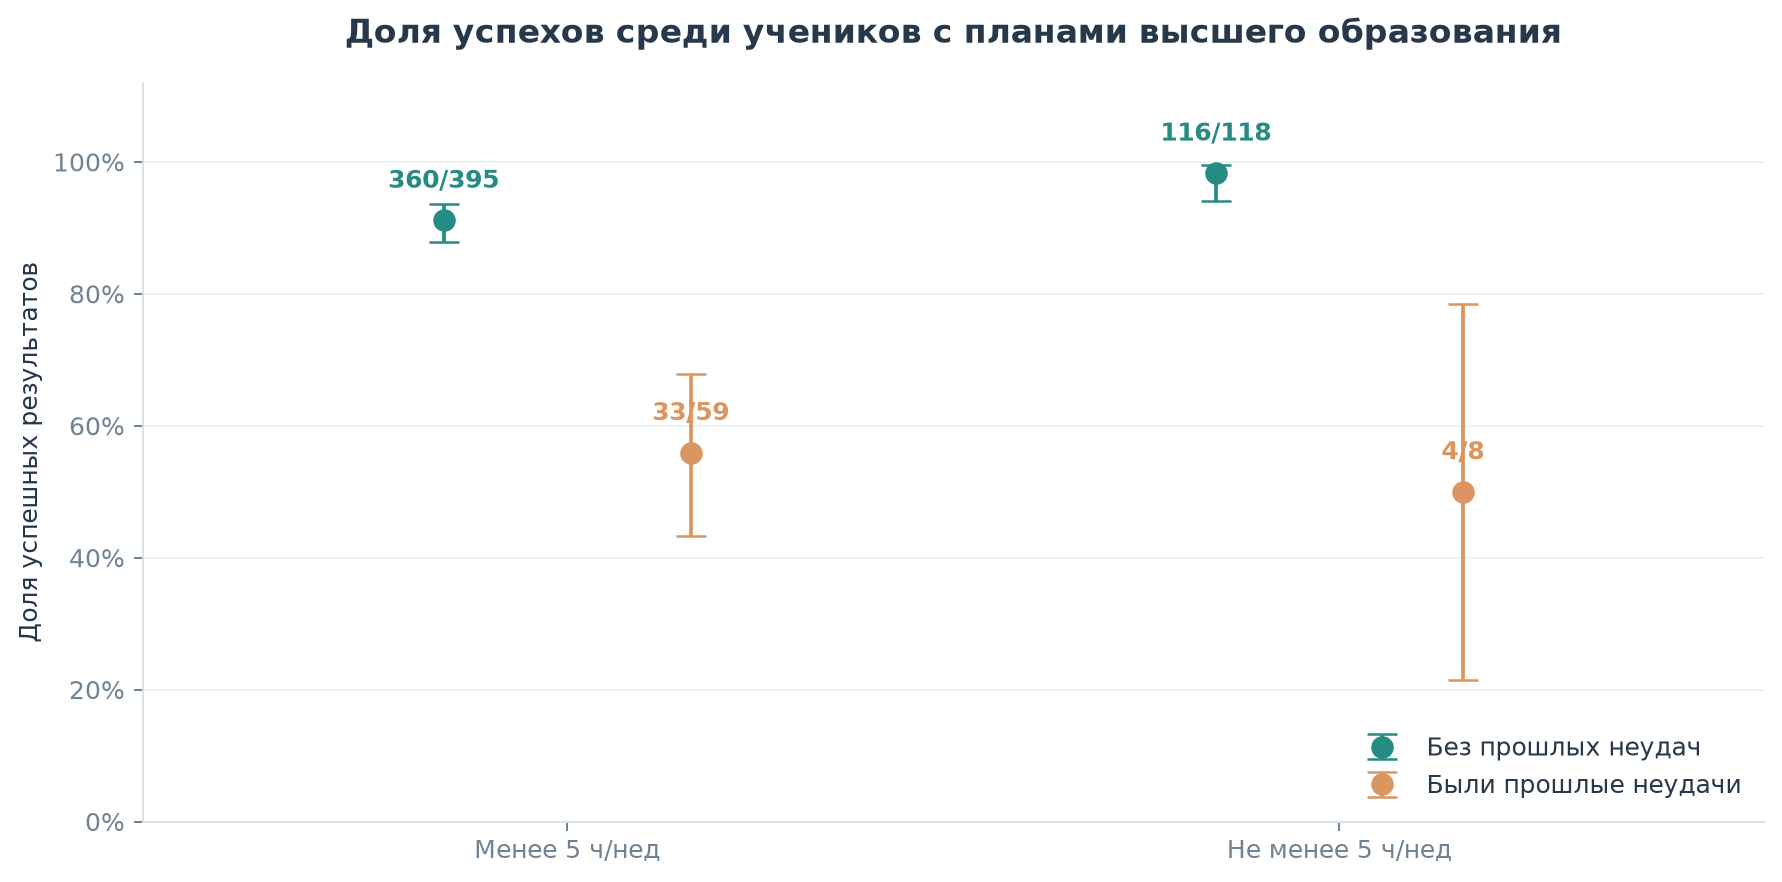 Доля успехов среди учеников с планами высшего образования
Доля успешных результатов
100%
80%
60%
40%
20%
0%
360/395
33/59
116/118
4/8
Менее 5 ч/нед
Не менее 5 ч/нед
Без прошлых неудач
Были прошлые неудачи